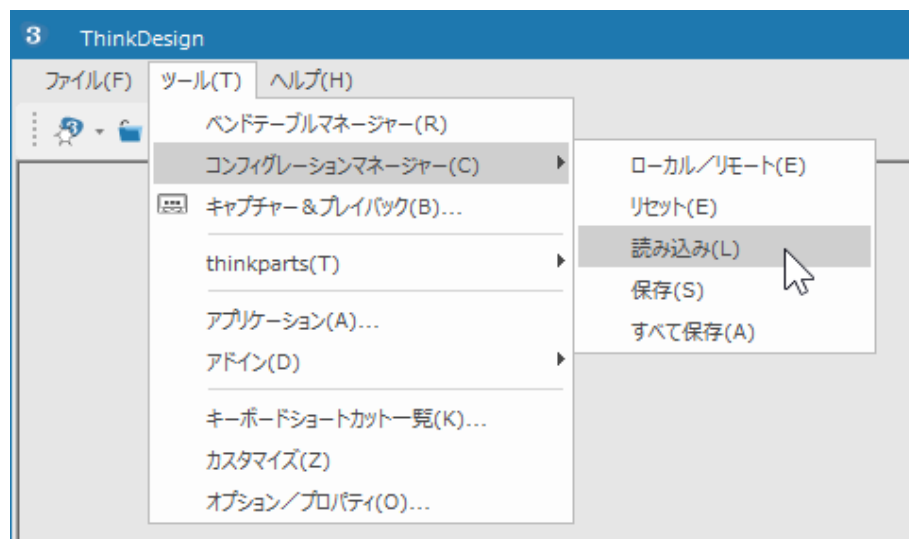 3 ThinkDesign
ファイル(F) ツール(T) ヘルプ(H)
ベンドテーブルマネージャー(R)
コンフィグレーションマネージャー(C)
キャプチャー＆プレイバック(B)...
thinkparts(T)
アプリケーション(A)...
アドイン(D)
キーボードショートカット一覧(K)...
カスタマイズ(Z)
オプション／プロパティ(O)...
ローカル／リモート(E)
リセット(E)
読み込み(L)
保存(S)
すべて保存(A)